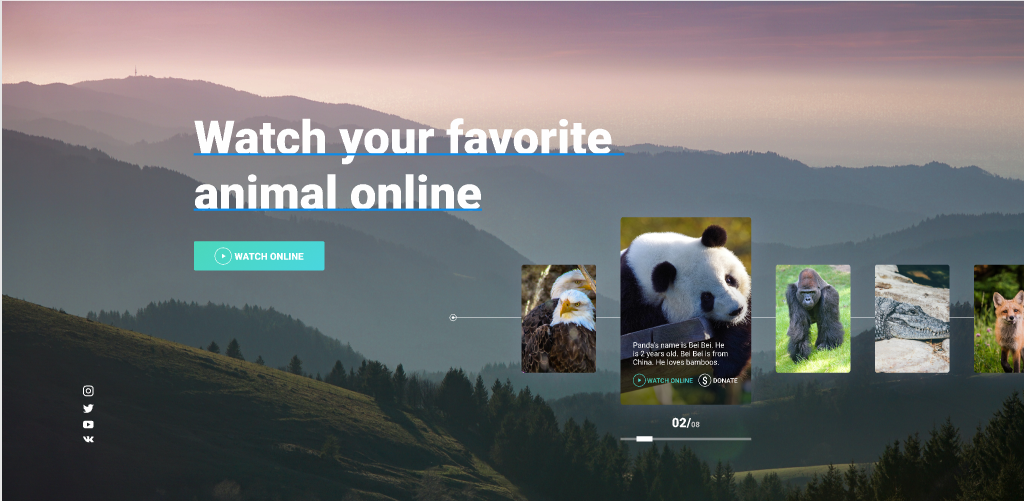 Watch your favorite
animal online
WATCH ONLINE
Panda's name is Bei Bei. He
is 2 years old. Bei Bei is from
China. He loves bamboos.
WATCH ONLINE $ DONATE
02/08